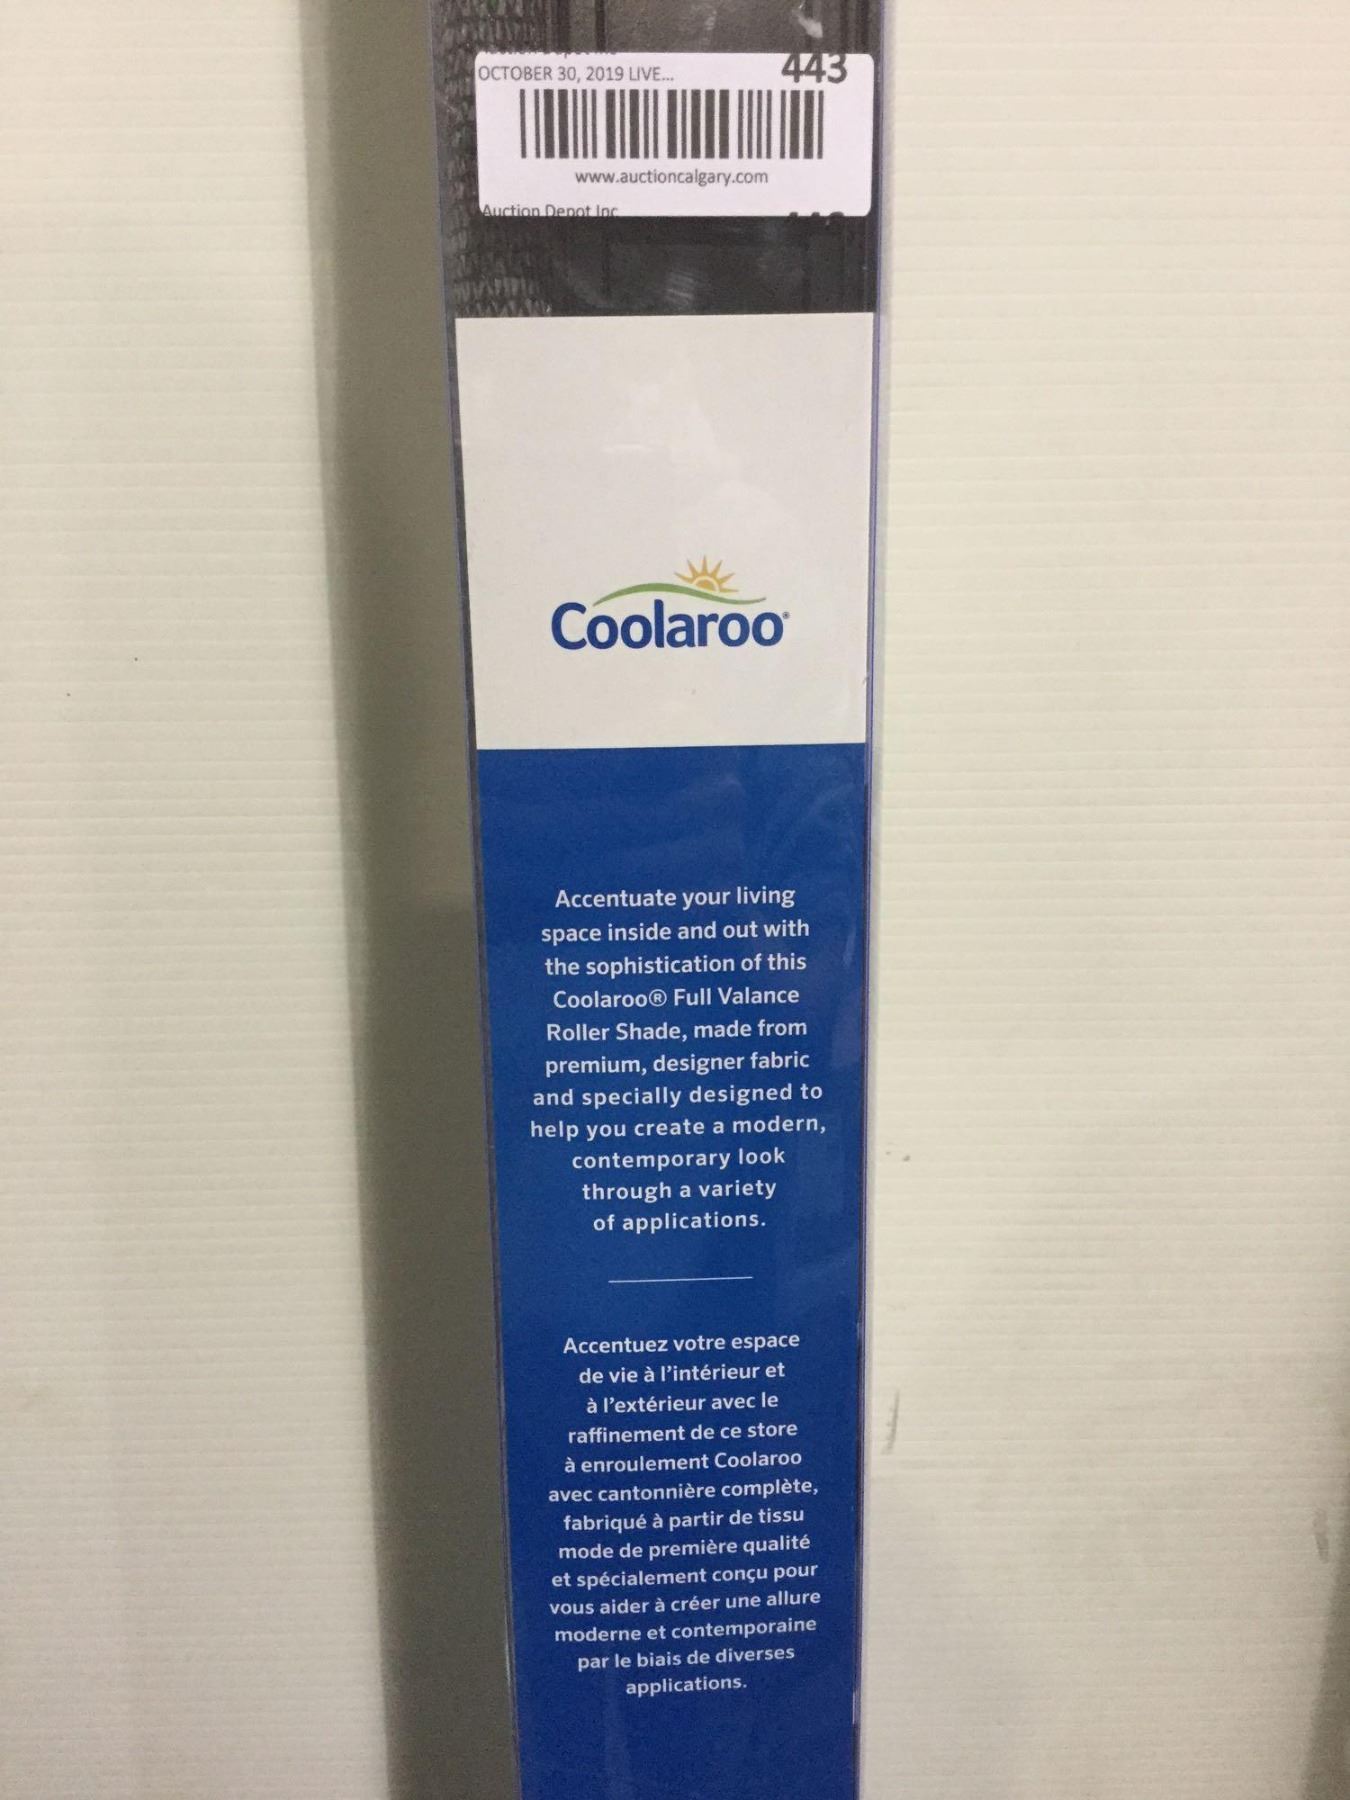 OCTOBER 30, 2019 LIVE... 443
www.auctioncalgary.com
Auction Depot Inc
Coolaroo®
Accentuate your living
space inside and out with
the sophistication of this
Coolaroo® Full Valance
Roller Shade, made from
premium, designer fabric
and specially designed to
help you create a modern,
contemporary look
through a variety
of applications.
Accentuez votre espace
de vie à l'intérieur et
à l'extérieur avec le
raffinement de ce store
à enroulement Coolaroo
avec cantonnière complète,
fabriqué à partir de tissu
mode de première qualité
et spécialement conçu pour
vous aider à créer une allure
moderne et contemporaine
par le biais de diverses
applications.